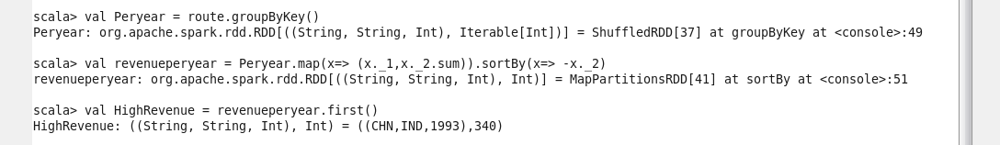 scala> val Peryear = route.groupByKey()
Peryear: org.apache.spark.rdd.RDD[((String, String, Int), Iterable[Int])] = ShuffledRDD[37] at groupByKey at <console>:49
scala> val revenueperyear = Peryear.map(x=> (x._1,x._2.sum)).sortBy(x=> -x._2)
revenueperyear: org.apache.spark.rdd.RDD[((String, String, Int), Int)] = MapPartitionsRDD[41] at sortBy at <console>:51
scala> val HighRevenue = revenueperyear.first()
HighRevenue: ((String, String, Int), Int) = ((CHN,IND,1993),340)